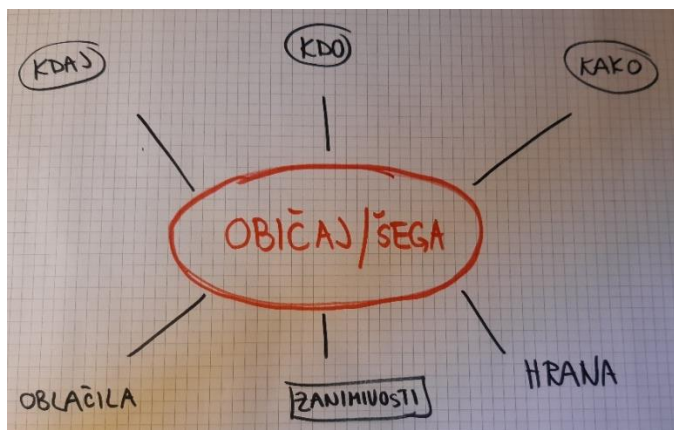 KDAJ
KDO
KAKO
OBIČAJ/ŠEGA
OBLAČILA
ZANIMIVOSTI
HRANA